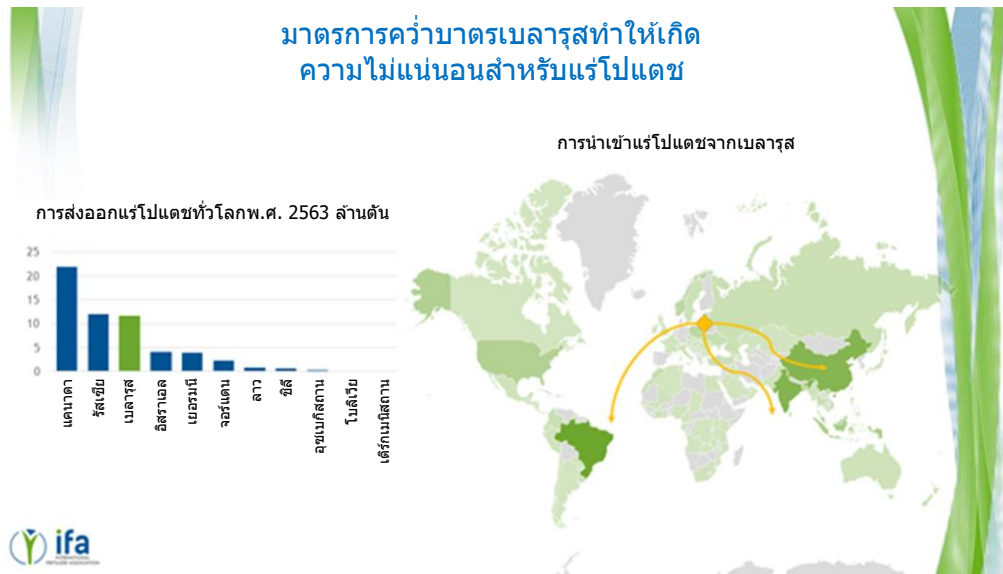 มาตรการคว่ำบาตรเบลารุสทำให้เกิด
ความไม่แน่นอนสำหรับแร่โปแตช
การนำเข้าแร่โปแตชจากเบลารุส
การส่งออกแร่โปแตชทั่วโลกพ.ศ. 2563 ล้านตัน
25
20
15
10
5
0
แคนาดา
รัสเซีย
เบลารุส
อิสราเอล
เยอรมนี
จอร์แดน
ลาว
ชิลี
อุซเบกิสถาน
โบลิเวีย
เติร์กเมนิสถาน
ifa
INTERNATIONAL
FERTILIZER ASSOCIATION